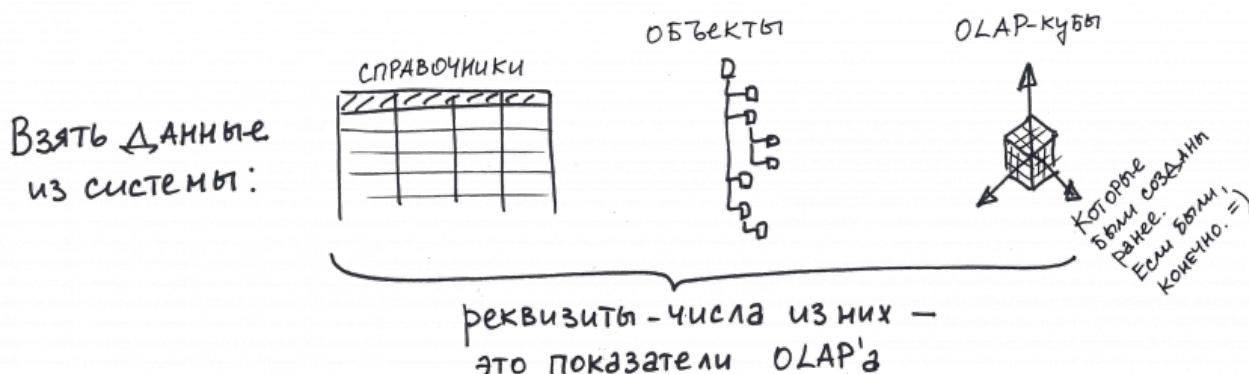 Взять данные
из системы:
СПРАВОЧНИКИ
ОБЪЕКТЫ
OLAP-кубы
Которые
были созданы
ранее.
Если были,
конечно. =)
реквизиты - числа из них —
это показатели OLAP'а